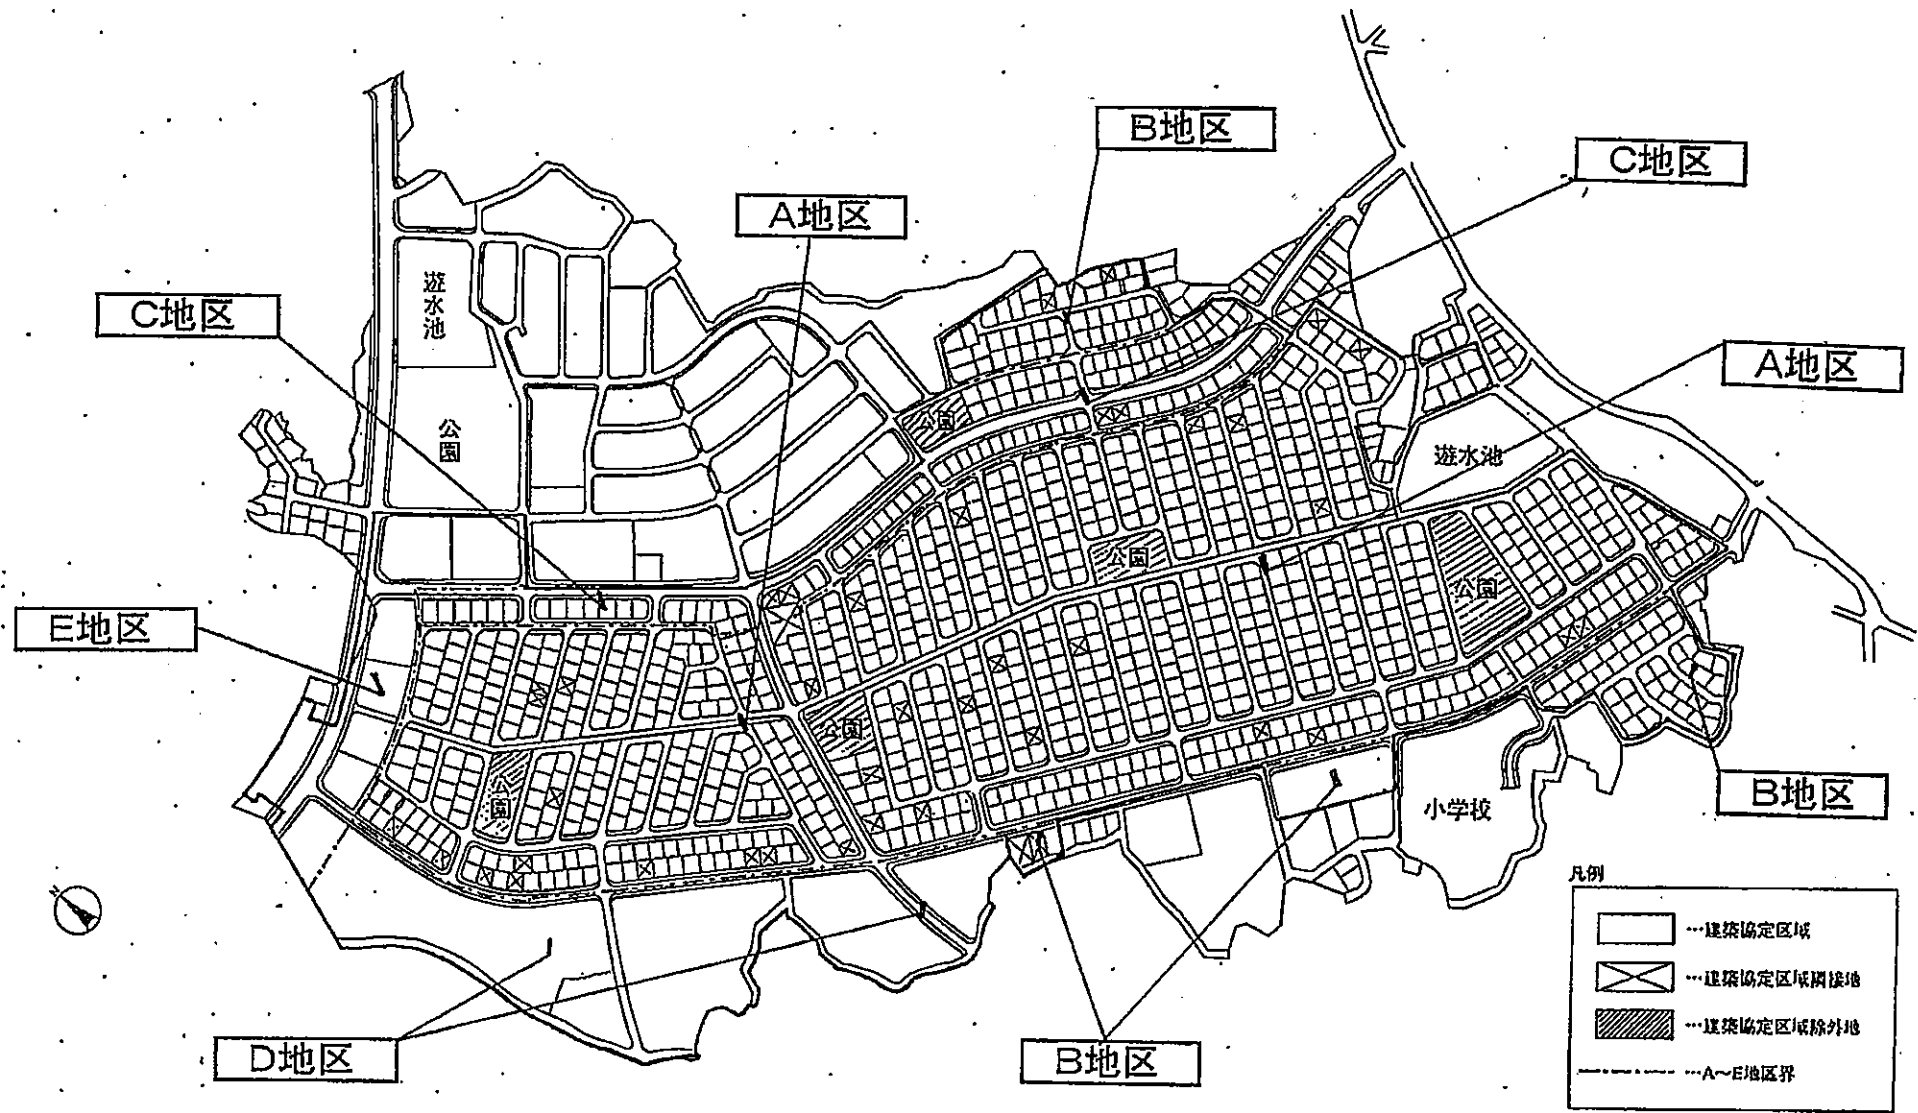 B地区
C地区
A地区
遊水池
C地区
A地区
公園
公園
遊水池
公園
公園
E地区
公園
B地区
公園
小学校
凡例
N
…建築協定区域
…建築協定区域隣接地
…建築協定区域除外地
…A～E地区界
D地区
B地区